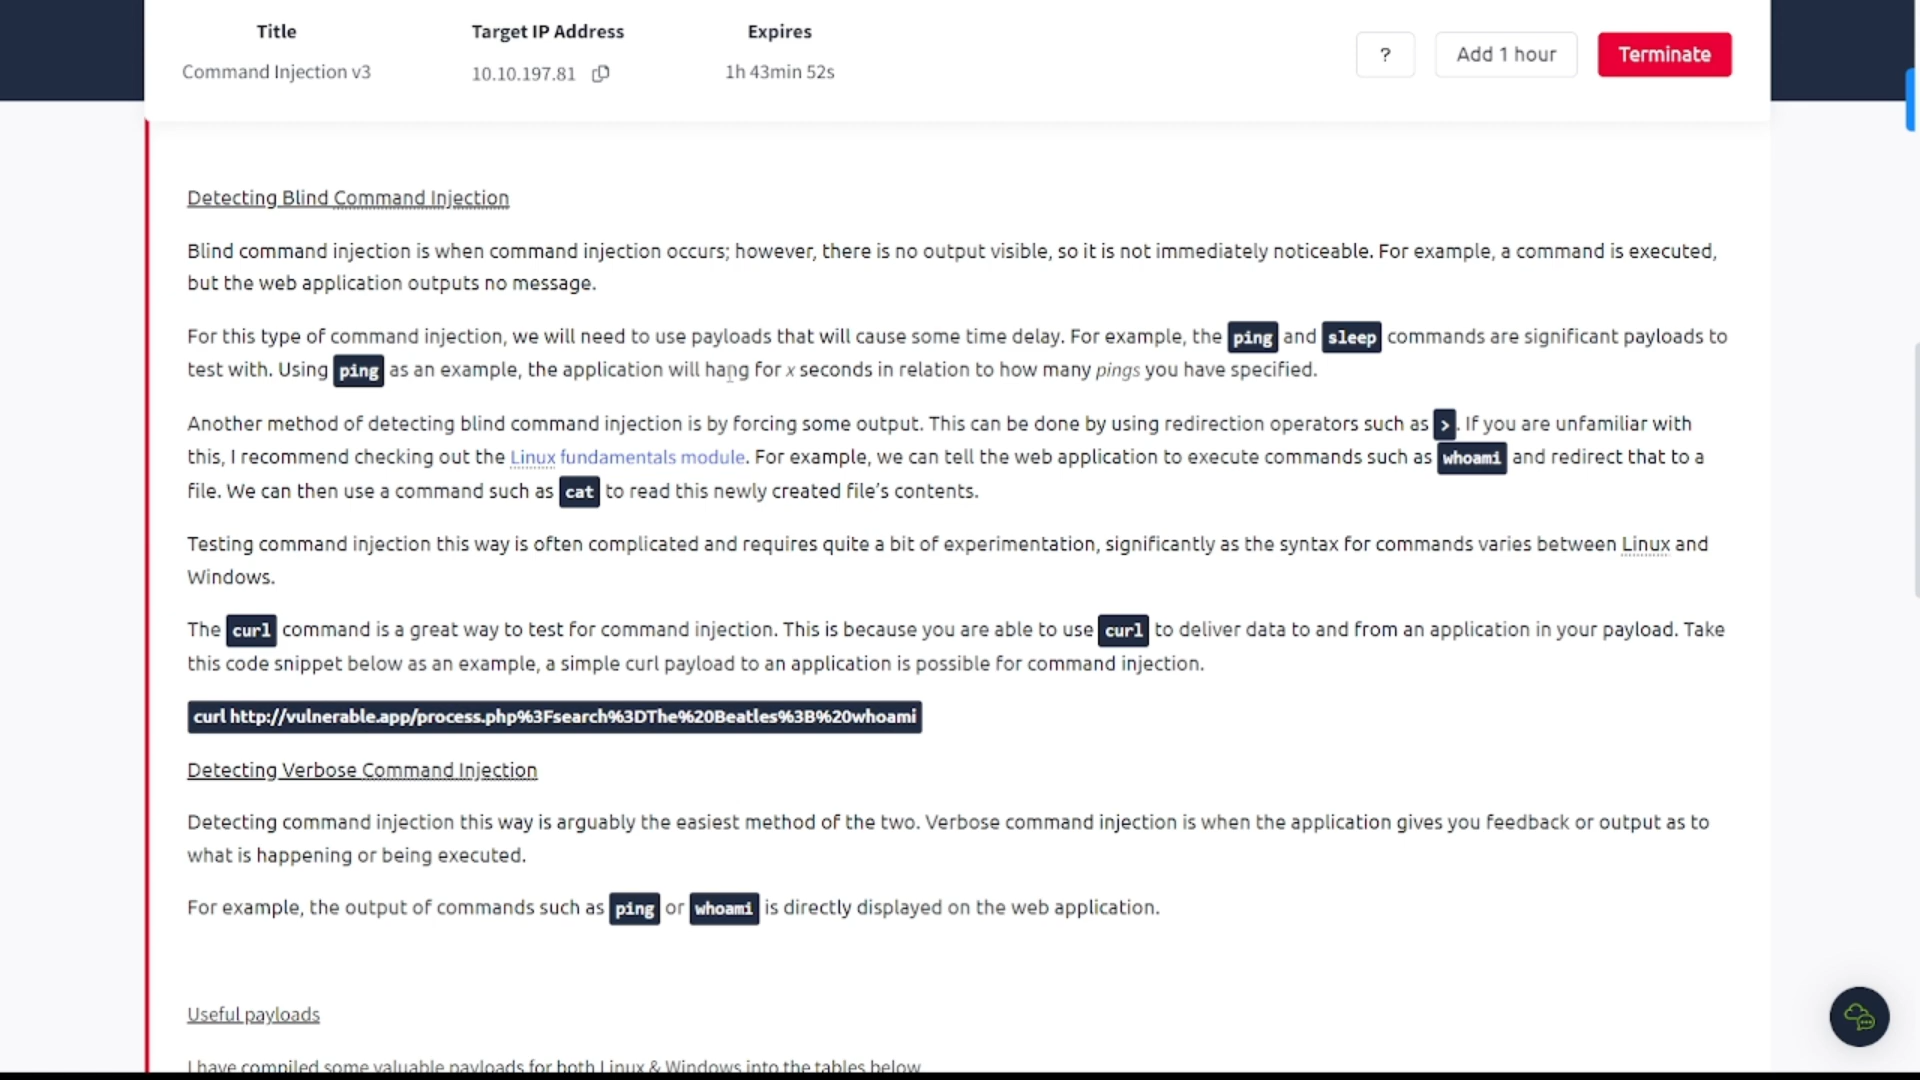 Title Target IP Address Expires
Command Injection v3 10.10.197.81 1h 43min 52s ? Add 1 hour Terminate
Detecting Blind Command Injection
Blind command injection is when command injection occurs; however, there is no output visible, so it is not immediately noticeable. For example, a command is executed,
but the web application outputs no message.
For this type of command injection, we will need to use payloads that will cause some time delay. For example, the ping and sleep commands are significant payloads to
test with. Using ping as an example, the application will hang for x seconds in relation to how many pings you have specified.
Another method of detecting blind command injection is by forcing some output. This can be done by using redirection operators such as >. If you are unfamiliar with
this, I recommend checking out the Linux fundamentals module. For example, we can tell the web application to execute commands such as whoami and redirect that to a
file. We can then use a command such as cat to read this newly created file's contents.
Testing command injection this way is often complicated and requires quite a bit of experimentation, significantly as the syntax for commands varies between Linux and
Windows.
The curl command is a great way to test for command injection. This is because you are able to use curl to deliver data to and from an application in your payload. Take
this code snippet below as an example, a simple curl payload to an application is possible for command injection.
curl http://vulnerable.app/process.php%3Fsearch%3DThe%20Beatles%3B%20whoami
Detecting Verbose Command Injection
Detecting command injection this way is arguably the easiest method of the two. Verbose command injection is when the application gives you feedback or output as to
what is happening or being executed.
For example, the output of commands such as ping or whoami is directly displayed on the web application.
Useful payloads
I have compiled some valuable payloads for both Linux & Windows into the tables below